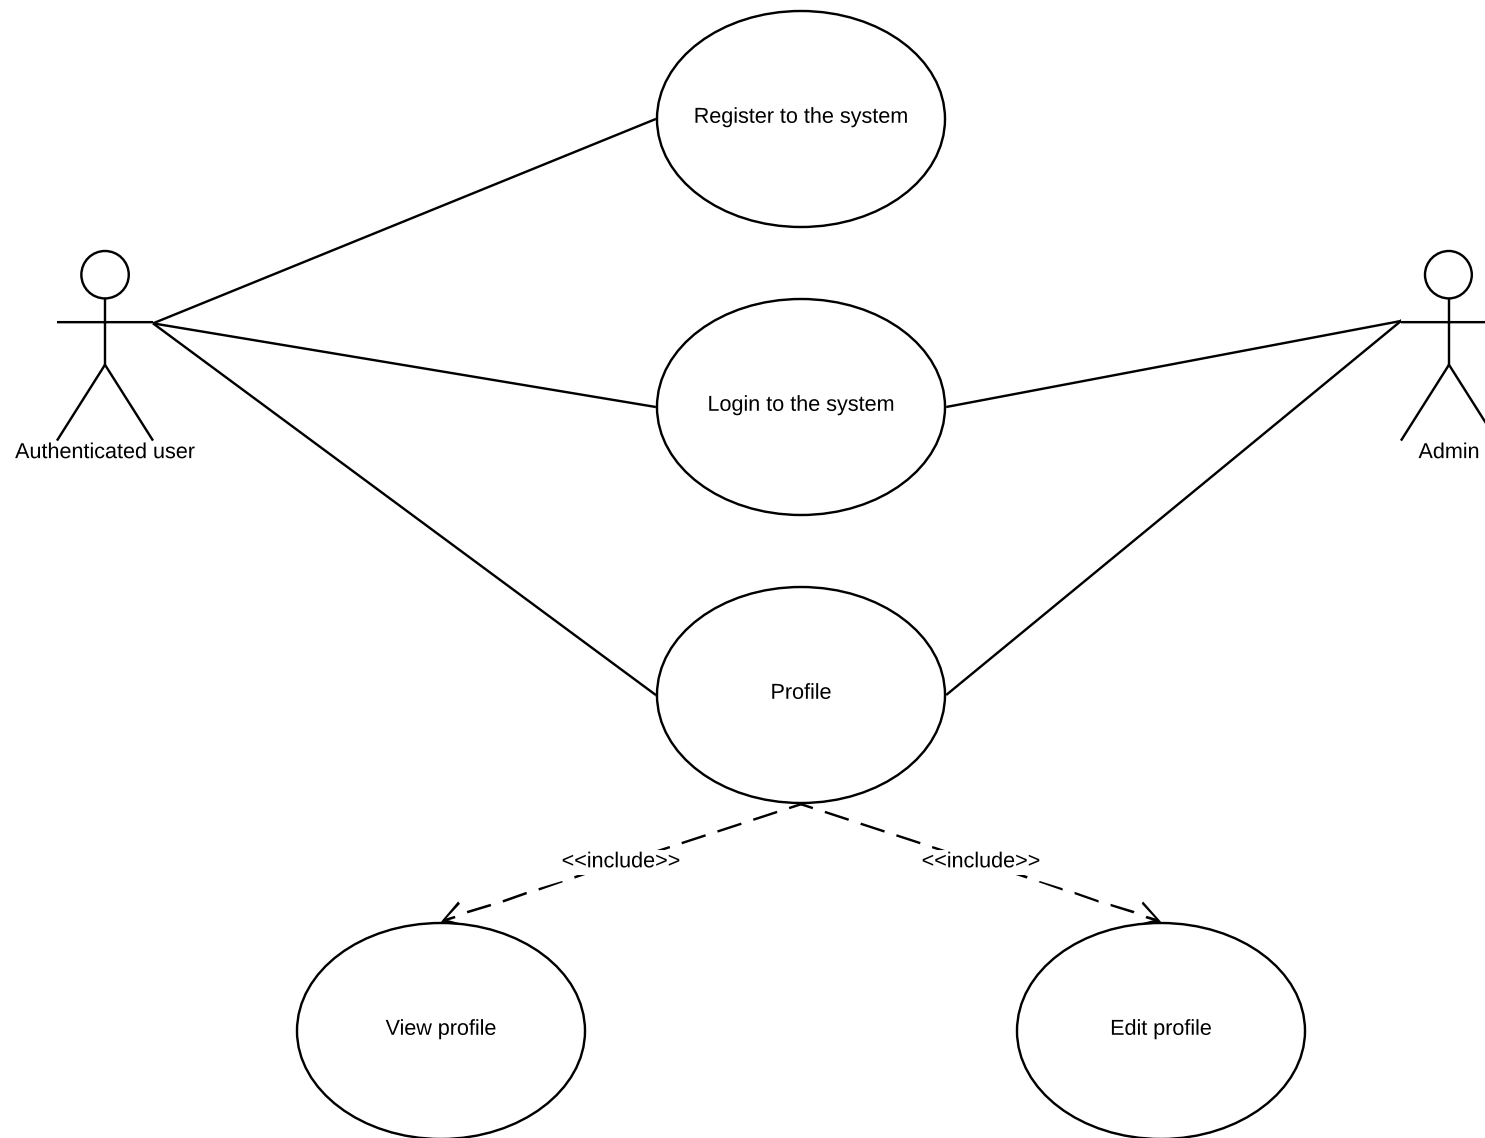 Register to the system
Login to the system
Authenticated user
Admin
Profile
<<include>>
<<include>>
View profile
Edit profile